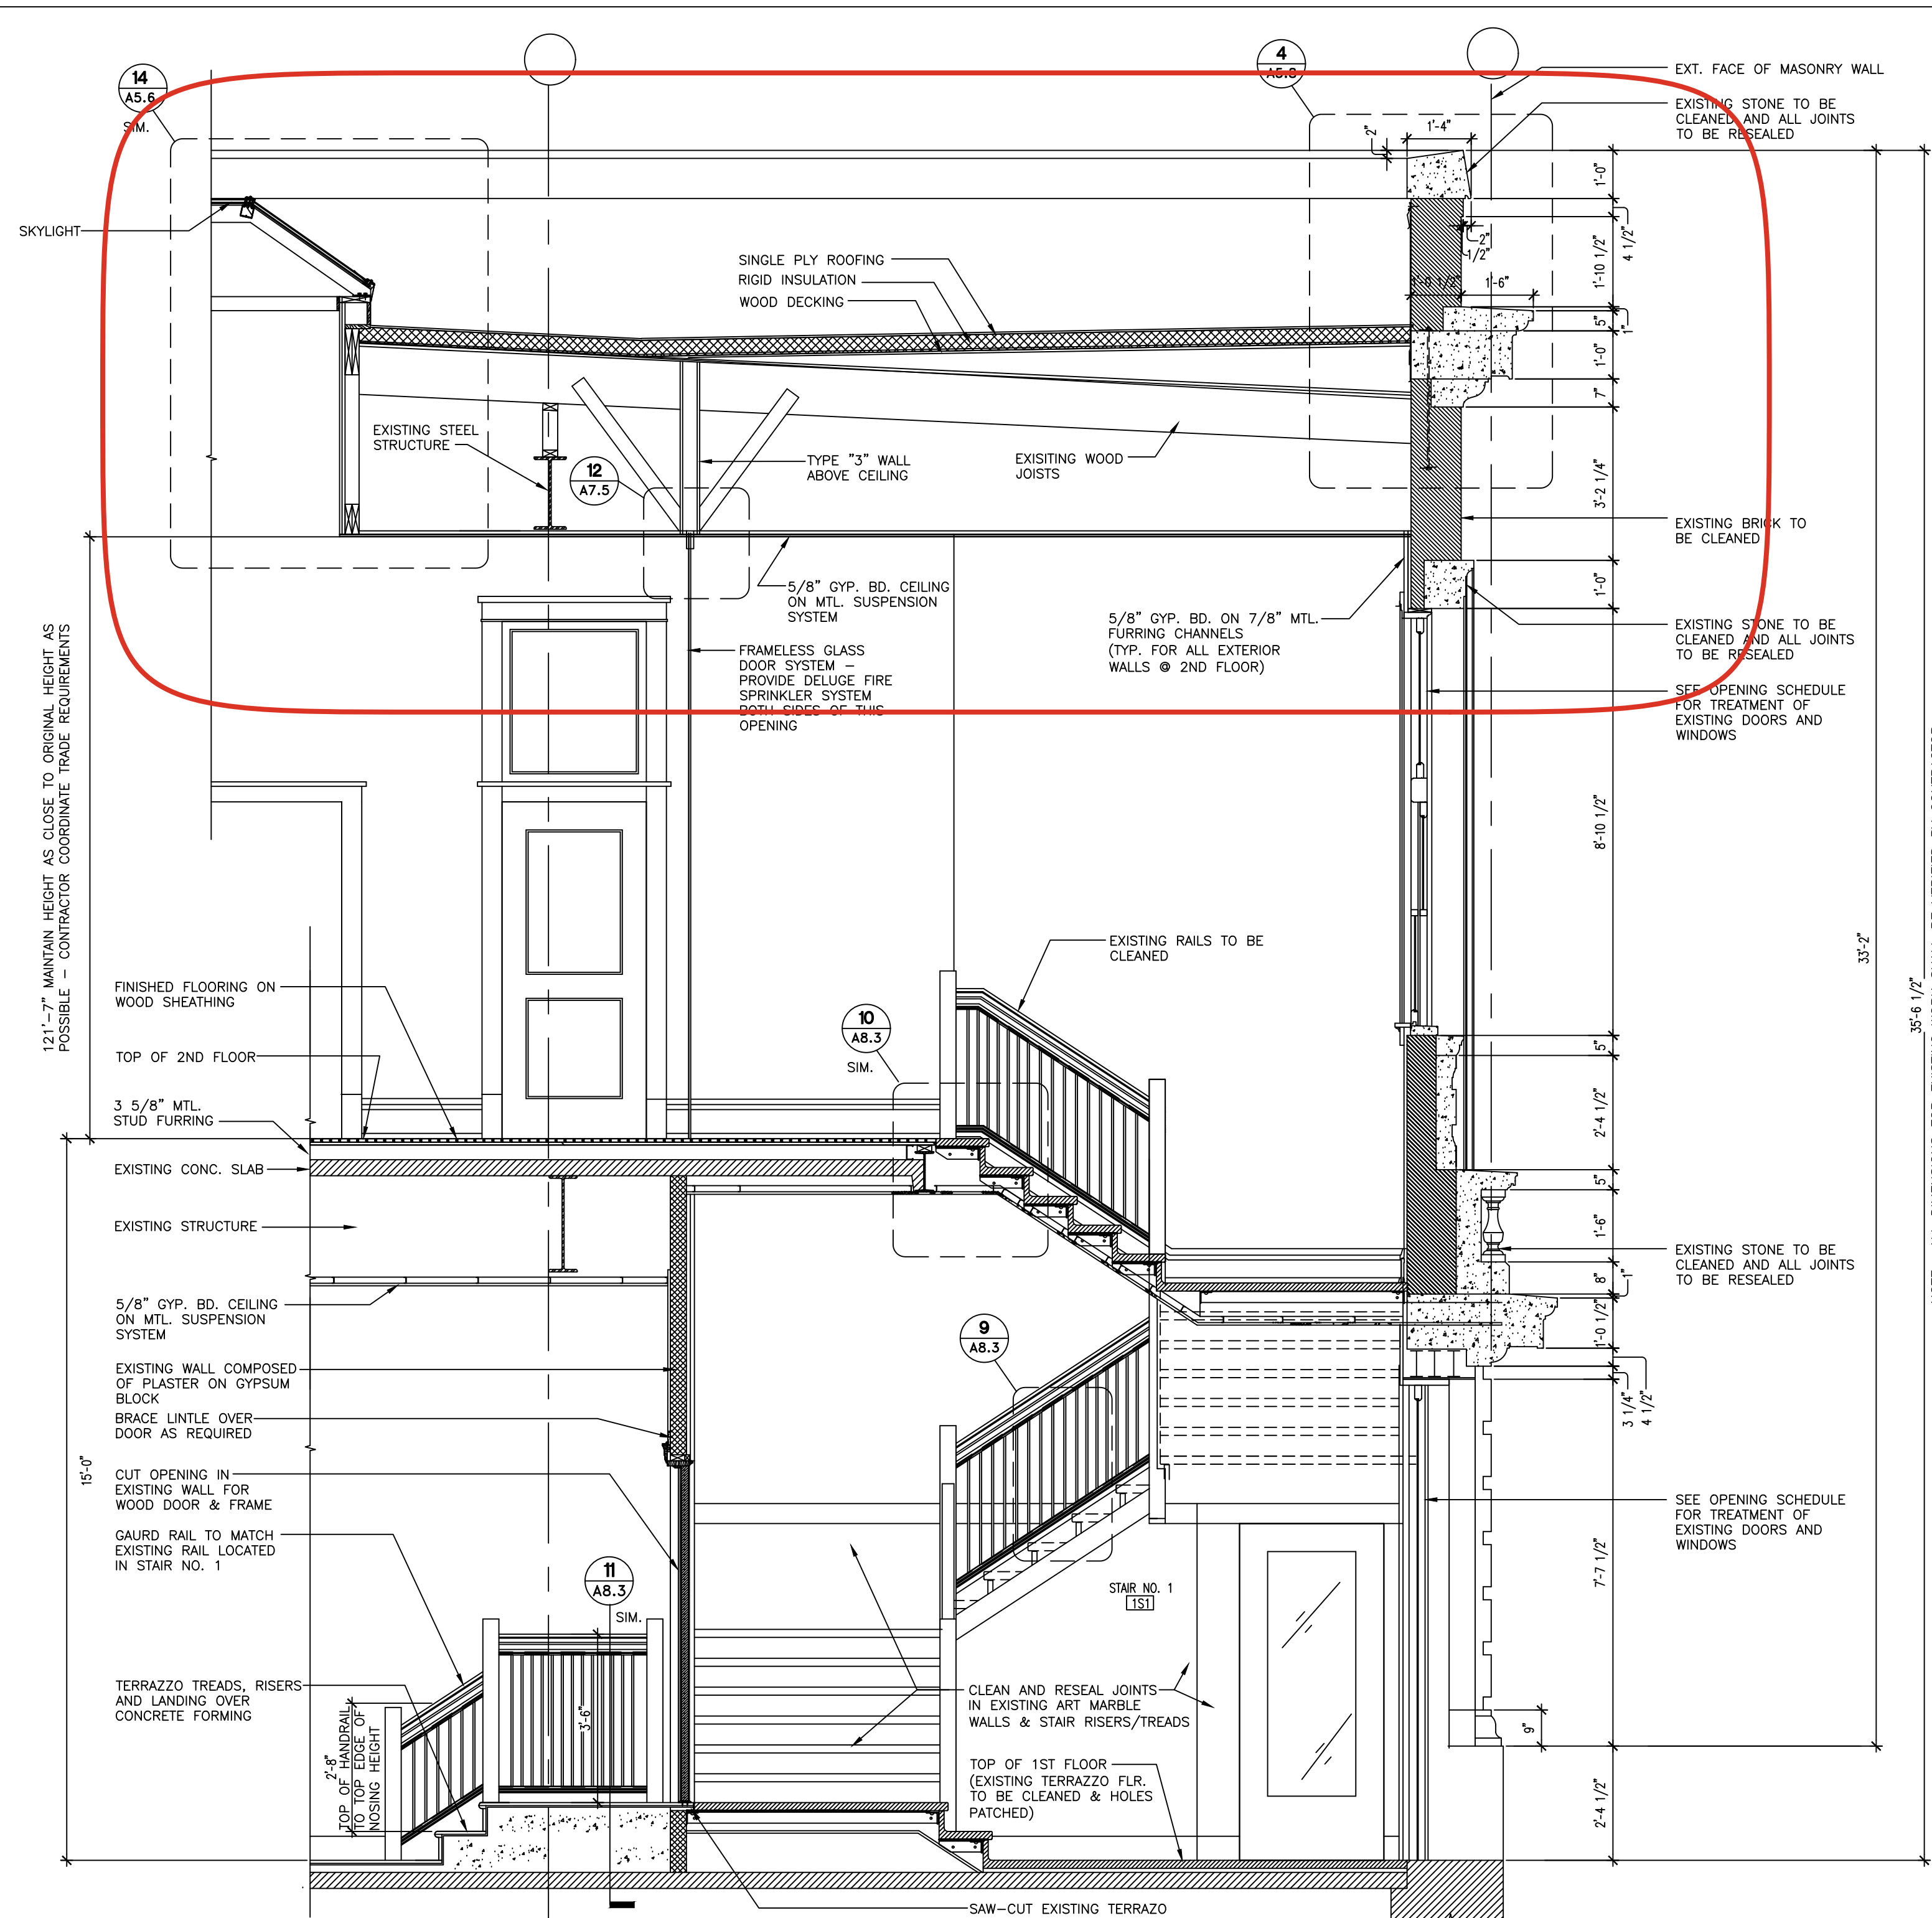 14
A5.6
SIM.
4
EXT. FACE OF MASONRY WALL
EXISTING STONE TO BE
CLEANED AND ALL JOINTS
TO BE RESEALED
2"
1'-4"
1'-0"
SKYLIGHT
4 1/2"
2"
1/2"
1'-10 1/2"
SINGLE PLY ROOFING
RIGID INSULATION
WOOD DECKING
1'-0 1/2"
1'-6"
5"
1"
1'-0"
7"
EXISTING STEEL
STRUCTURE
12
A7.5
TYPE "3" WALL
ABOVE CEILING
EXISITING WOOD
JOISTS
3'-2 1/4"
EXISTING BRICK TO
BE CLEANED
5/8" GYP. BD. CEILING
ON MTL. SUSPENSION
SYSTEM
1'-0"
5/8" GYP. BD. ON 7/8" MTL.
FURRING CHANNELS
(TYP. FOR ALL EXTERIOR
WALLS @ 2ND FLOOR)
EXISTING STONE TO BE
CLEANED AND ALL JOINTS
TO BE RESEALED
FRAMELESS GLASS
DOOR SYSTEM –
PROVIDE DELUGE FIRE
SPRINKLER SYSTEM
BOTH SIDES OF THIS
OPENING
SEE OPENING SCHEDULE
FOR TREATMENT OF
EXISTING DOORS AND
WINDOWS
121'-7" MAINTAIN HEIGHT AS CLOSE TO ORIGINAL HEIGHT AS
POSSIBLE – CONTRACTOR COORDINATE TRADE REQUIREMENTS
8'-10 1/2"
33'-2"
35'-6 1/2"
EXISTING RAILS TO BE
CLEANED
FINISHED FLOORING ON
WOOD SHEATHING
10
A8.3
SIM.
TOP OF 2ND FLOOR
5"
3 5/8" MTL.
STUD FURRING
2'-4 1/2"
EXISTING CONC. SLAB
5"
EXISTING STRUCTURE
1'-6"
EXISTING STONE TO BE
CLEANED AND ALL JOINTS
TO BE RESEALED
8"
1"
5/8" GYP. BD. CEILING
ON MTL. SUSPENSION
SYSTEM
1'-0 1/2"
9
A8.3
EXISTING WALL COMPOSED
OF PLASTER ON GYPSUM
BLOCK
3 1/4"
4 1/2"
BRACE LINTLE OVER
DOOR AS REQUIRED
15'-0"
CUT OPENING IN
EXISTING WALL FOR
WOOD DOOR & FRAME
SEE OPENING SCHEDULE
FOR TREATMENT OF
EXISTING DOORS AND
WINDOWS
GAURD RAIL TO MATCH
EXISTING RAIL LOCATED
IN STAIR NO. 1
11
A8.3
SIM.
STAIR NO. 1
1S1
7'-7 1/2"
TERRAZZO TREADS, RISERS
AND LANDING OVER
CONCRETE FORMING
2'-8"
TOP OF HANDRAIL
TO TOP EDGE OF
NOSING HEIGHT
3'-6"
CLEAN AND RESEAL JOINTS
IN EXISTING ART MARBLE
WALLS & STAIR RISERS/TREADS
9"
TOP OF 1ST FLOOR
(EXISTING TERRAZZO FLR.
TO BE CLEANED & HOLES
PATCHED)
2'-4 1/2"
SAW–CUT EXISTING TERRAZO